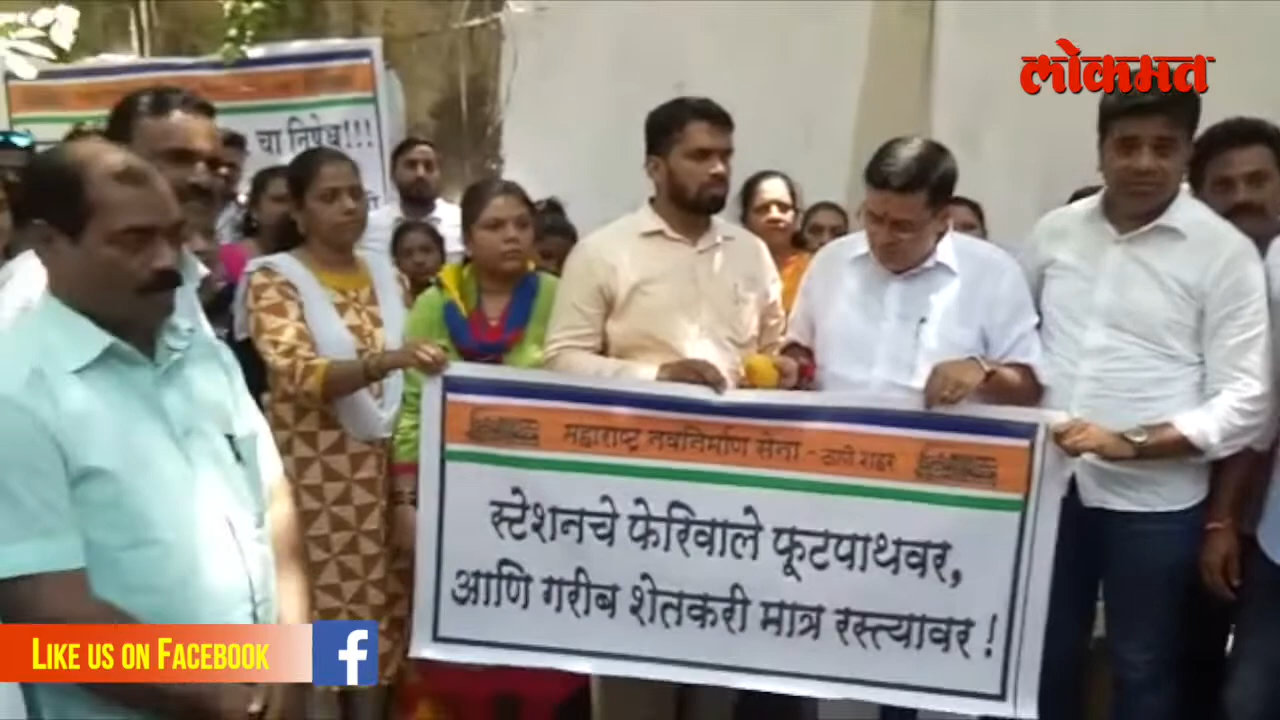 लोकमत
चा निषेध!!!
महाराष्ट्र नवनिर्माण सेना - ठाणे शहर
स्टेशनचे फेरीवाले फूटपाथवर,
आणि गरीब शेतकरी मात्र रस्त्यावर !
LIKE US ON FACEBOOK
f